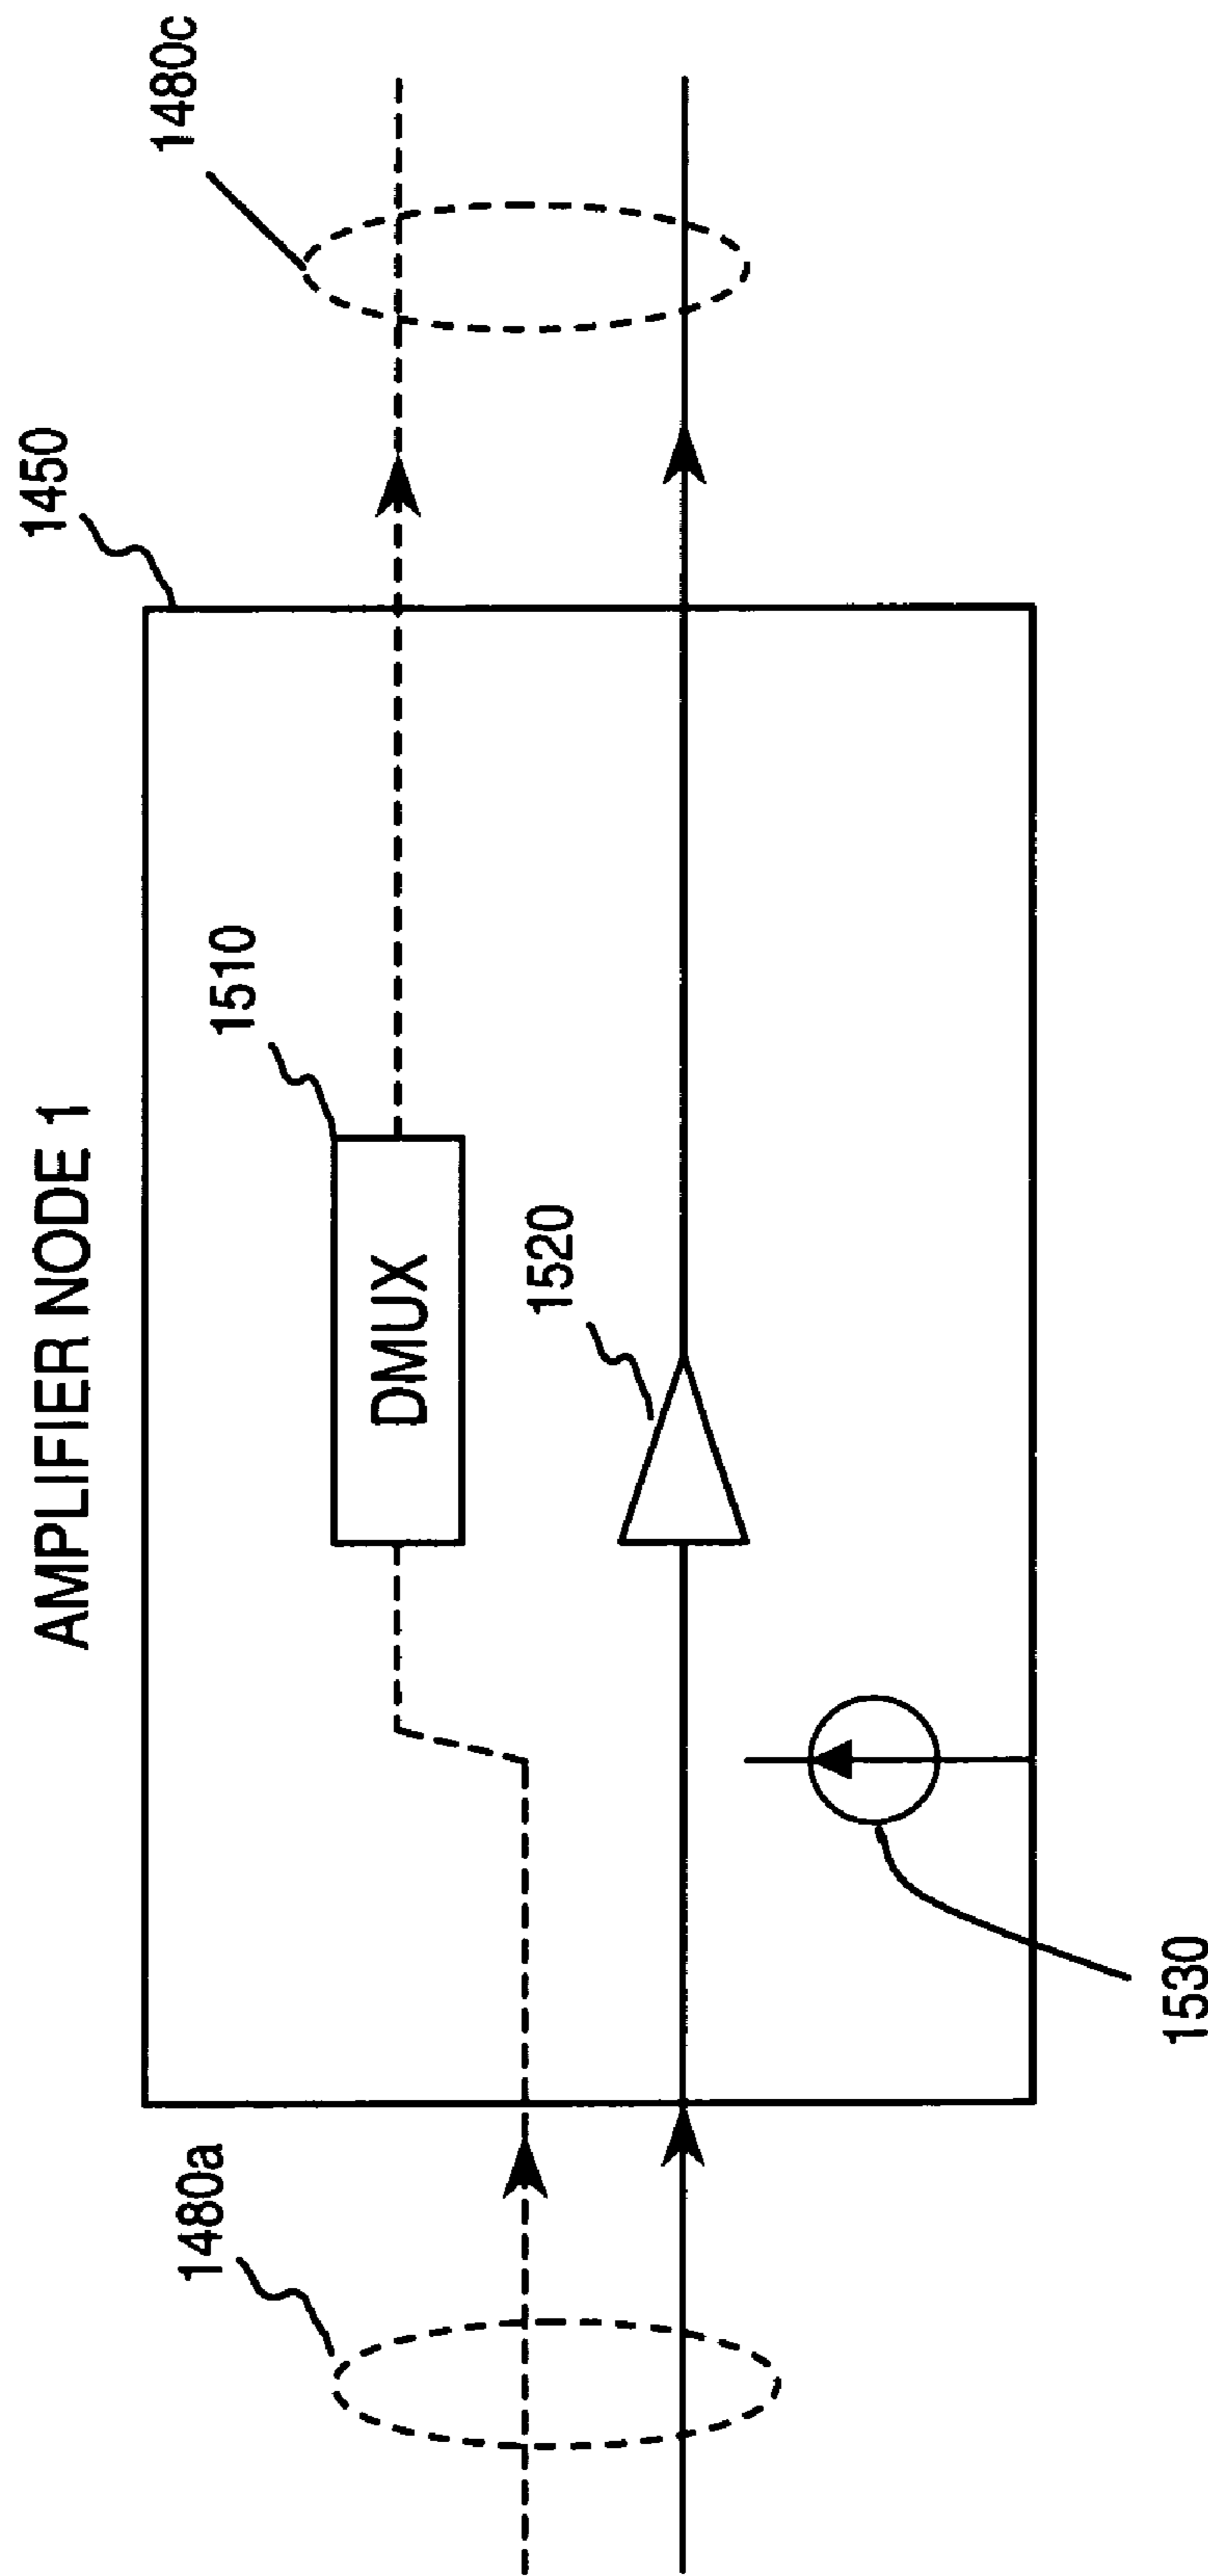 AMPLIFIER NODE 1
1450
1480c
1510
DMUX
1520
1480a
1530